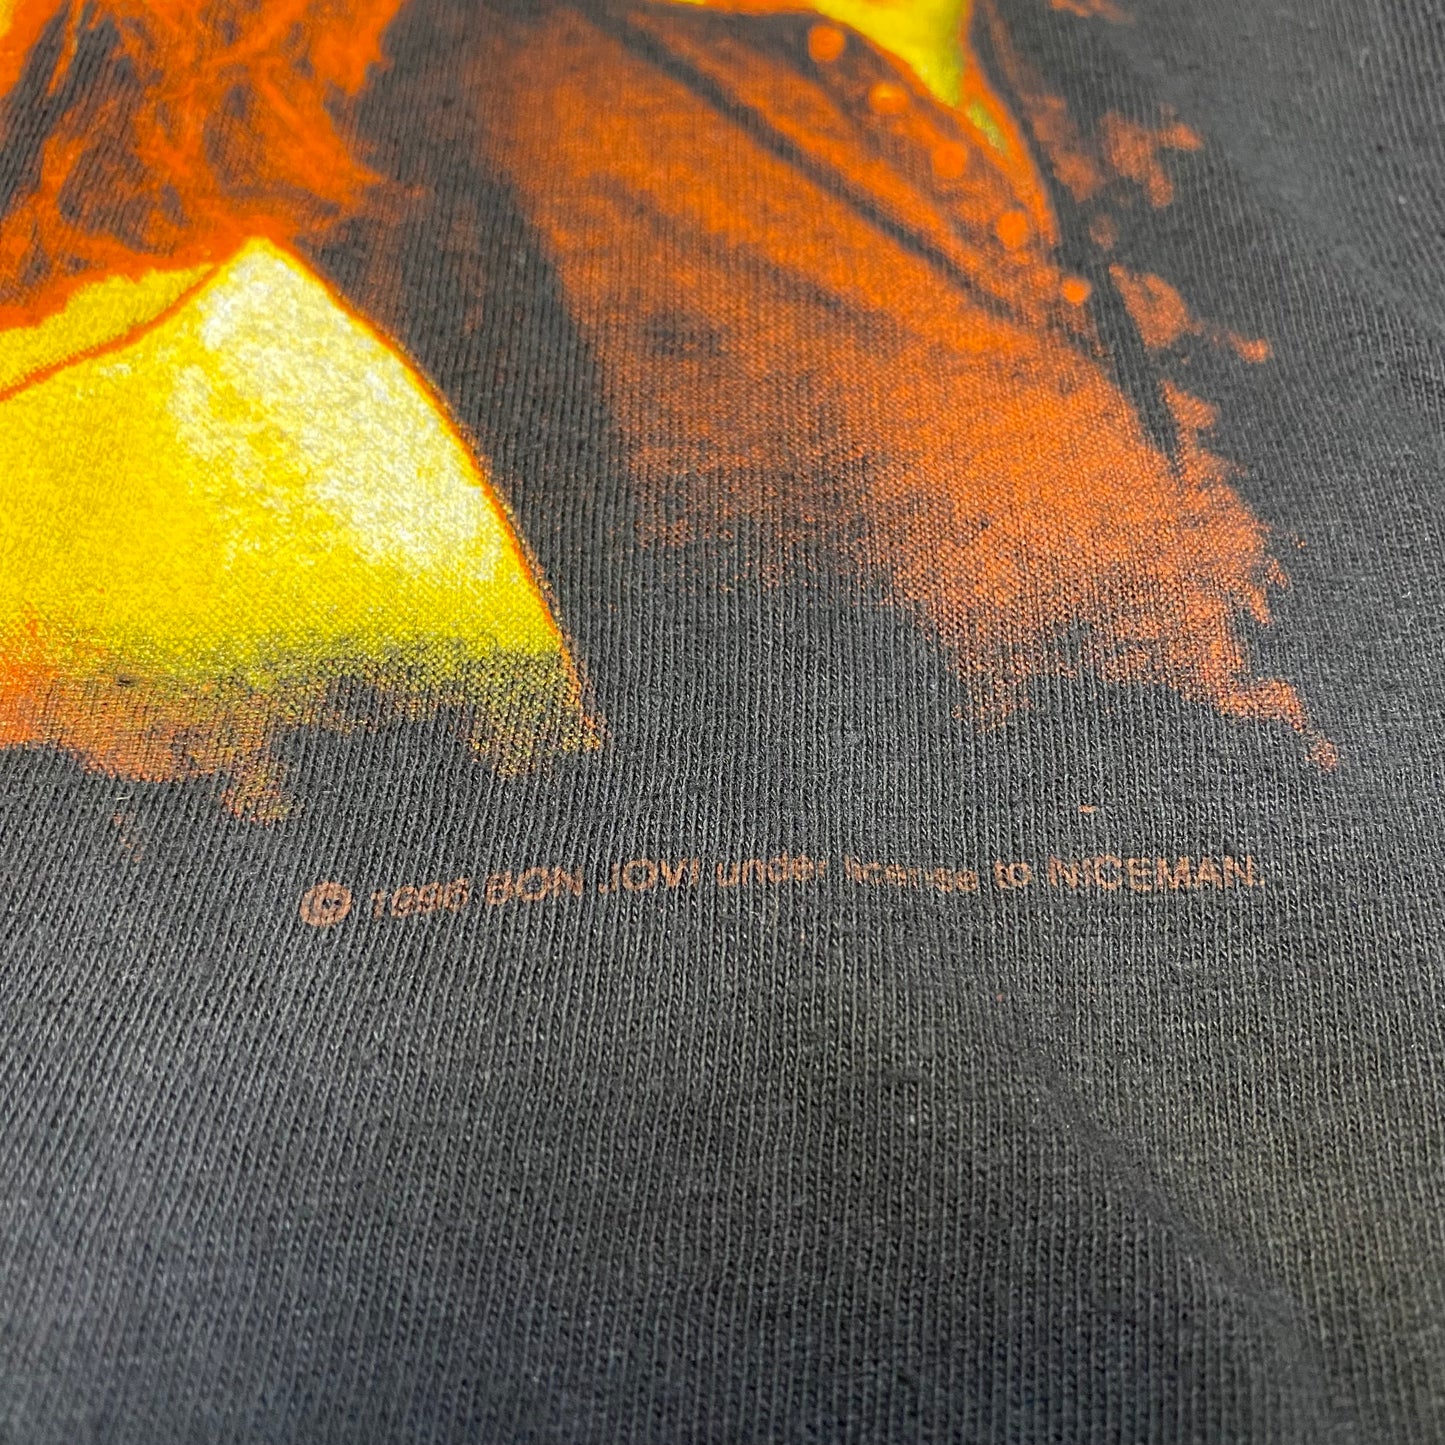 © 1996 BON JOVI under license to NICEMAN.